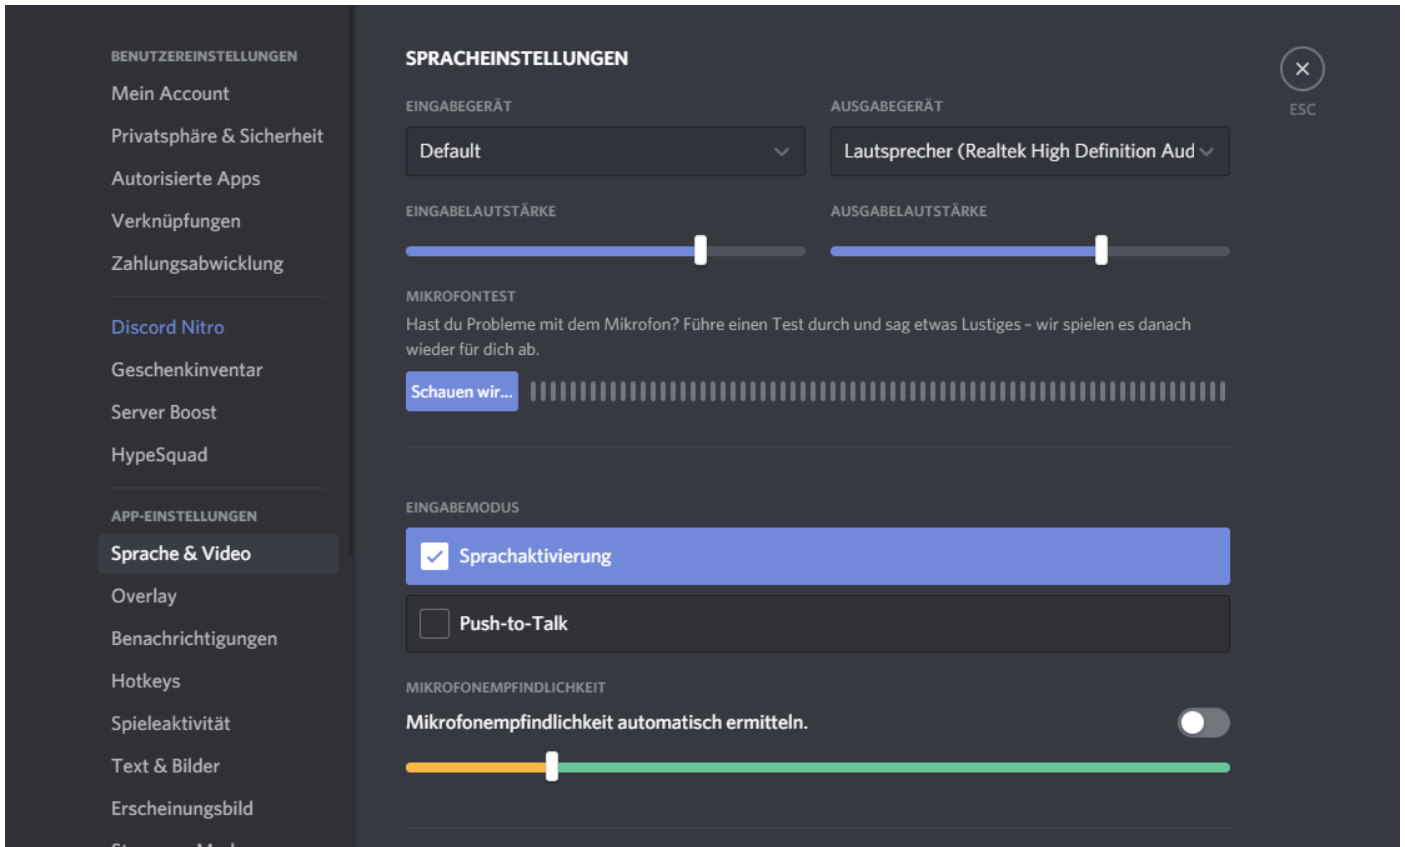 BENUTZEREINSTELLUNGEN
Mein Account
Privatsphäre & Sicherheit
Autorisierte Apps
Verknüpfungen
Zahlungsabwicklung
Discord Nitro
Geschenkinventar
Server Boost
HypeSquad
APP-EINSTELLUNGEN
Sprache & Video
Overlay
Benachrichtigungen
Hotkeys
Spieleaktivität
Text & Bilder
Erscheinungsbild
SPRACHEINSTELLUNGEN
EINGABEGERÄT
Default
AUSGABEGERÄT
Lautsprecher (Realtek High Definition Aud
EINGABELAUTSTÄRKE
AUSGABELAUTSTÄRKE
MIKROFONTEST
Hast du Probleme mit dem Mikrofon? Führe einen Test durch und sag etwas Lustiges – wir spielen es danach
wieder für dich ab.
Schauen wir...
EINGABEMODUS
Sprachaktivierung
Push-to-Talk
MIKROFONEMPFINDLICHKEIT
Mikrofonempfindlichkeit automatisch ermitteln.
ESC